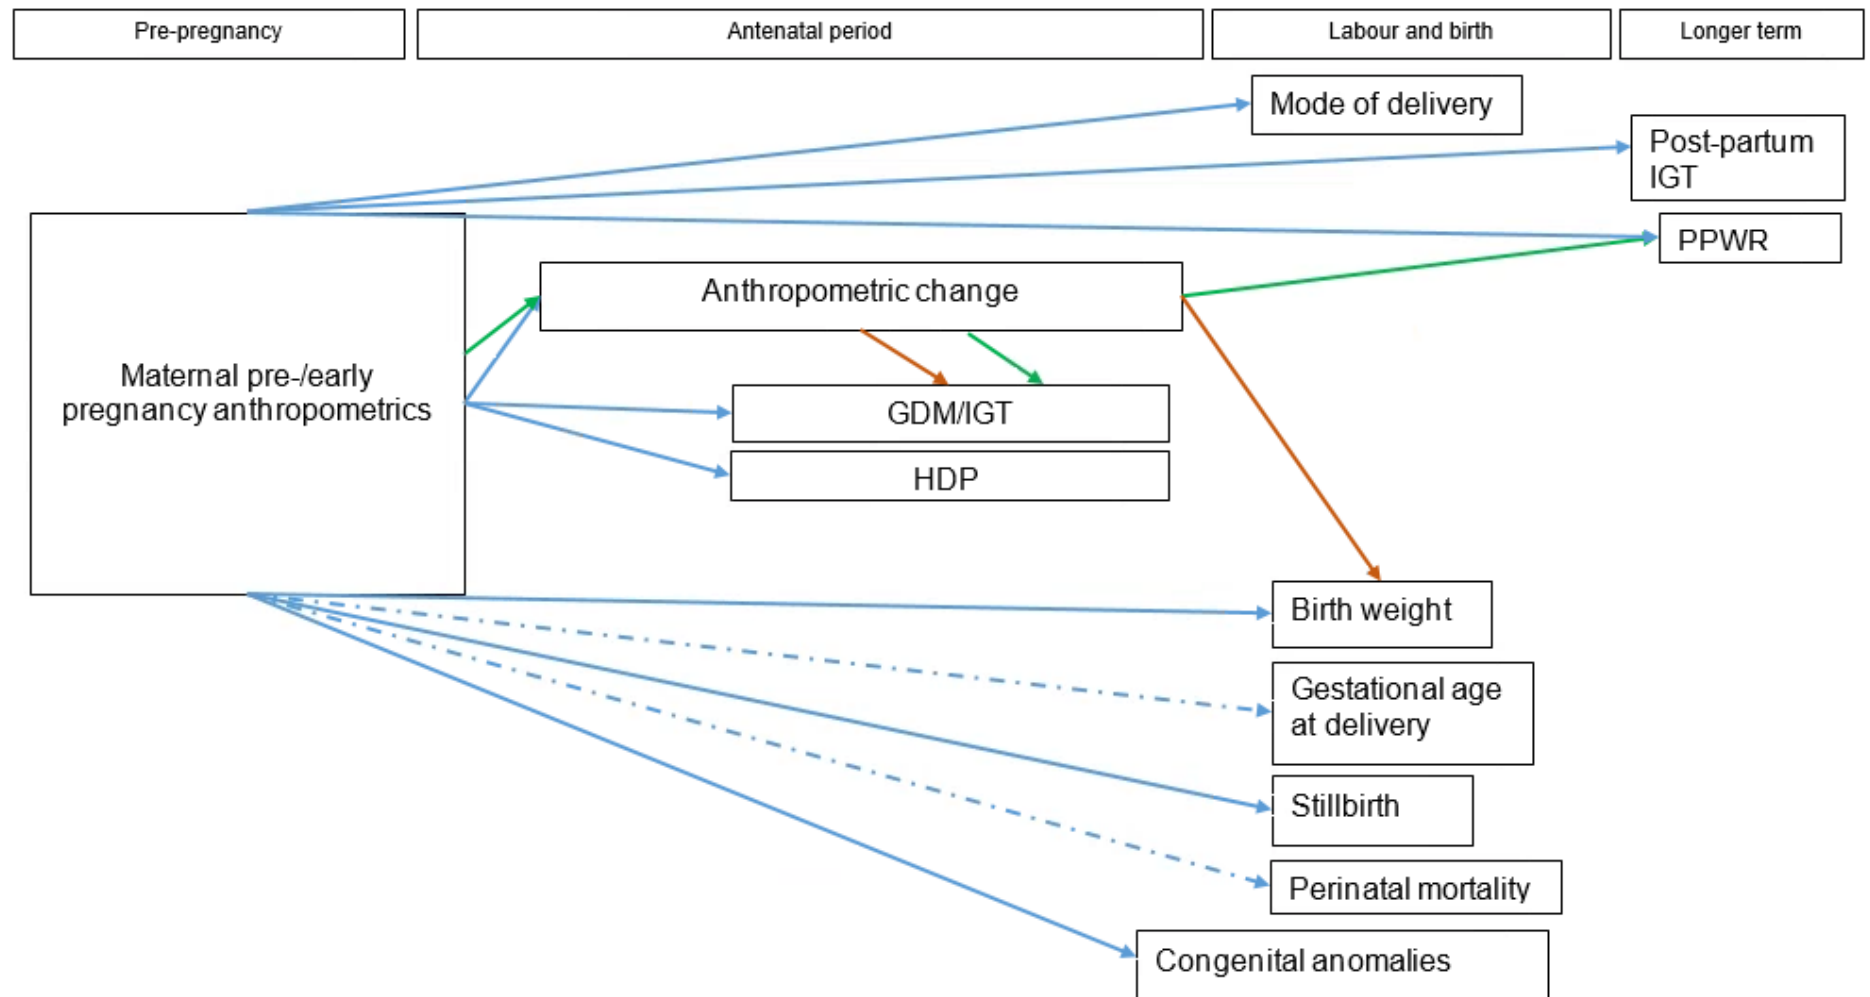 Pre-pregnancy
Antenatal period
Labour and birth
Longer term
Mode of delivery
Post-partum
IGT
PPWR
Anthropometric change
Maternal pre-/early
pregnancy anthropometrics
GDM/IGT
HDP
Birth weight
Gestational age
at delivery
Stillbirth
Perinatal mortality
Congenital anomalies